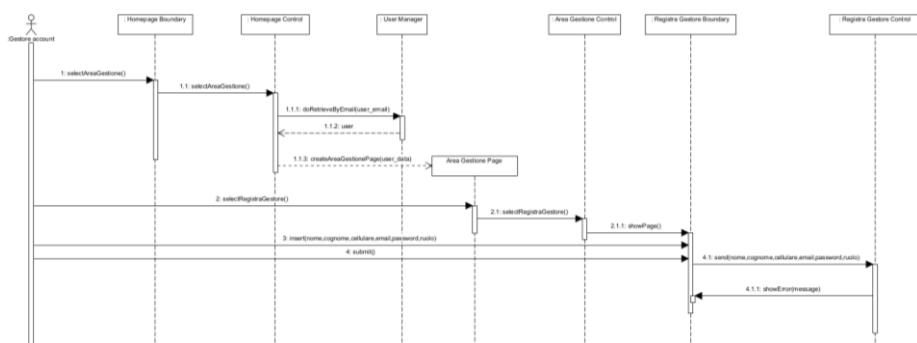 : Homepage Boundary
: Homepage Control
: User Manager
: Area Gestione Control
: Registra Gestore Boundary
: Registra Gestore Control
:Gestore account
1: selectAreaGestione()
1.1: selectAreaGestione()
1.1.1: doRetrieveByEmail(user_email)
1.1.2: user
1.1.3: createAreaGestionePage(user_data)
Area Gestione Page
2: selectRegistraGestore()
2.1: selectRegistraGestore()
2.1.1: showPage()
3: insert(nome,cognome,cellulare,email,password,ruolo)
4: submit()
4.1: send(nome,cognome,cellulare,email,password,ruolo)
4.1.1: showError(message)